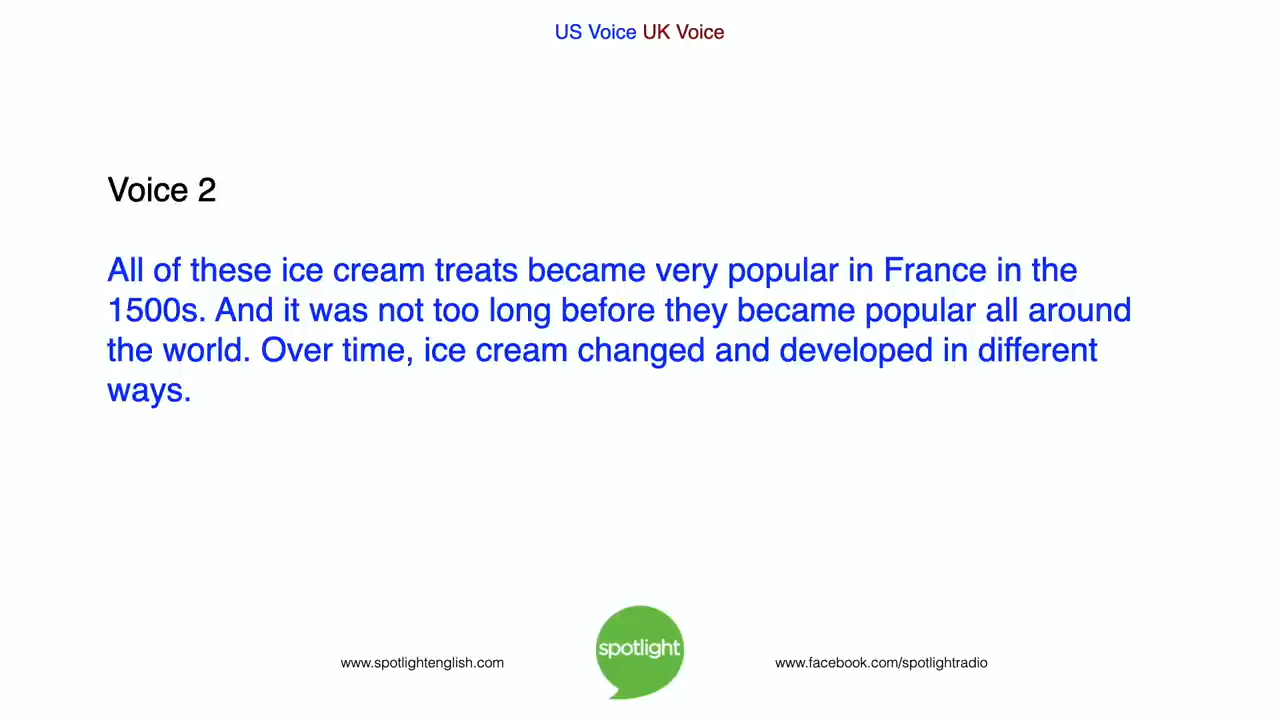 US Voice UK Voice
Voice 2
All of these ice cream treats became very popular in France in the
1500s. And it was not too long before they became popular all around
the world. Over time, ice cream changed and developed in different
ways.
spotlight
www.spotlightenglish.com
www.facebook.com/spotlightradio